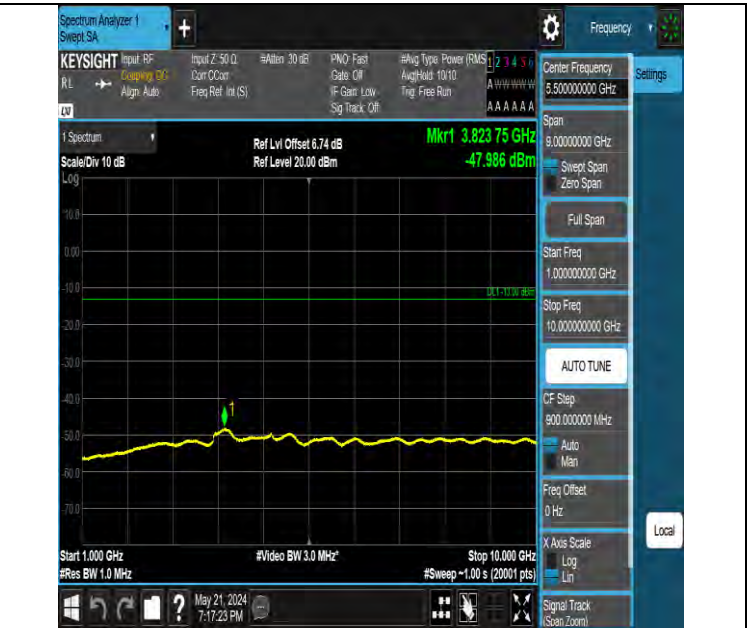 Spectrum Analyzer 1
Swept SA
+
Frequency
KEYSIGHT
RL
Input: RF
Coupling: DC
Align: Auto
Input Z: 50 Ω
Corr CCorr
Freq Ref: Int (S)
#Atten: 30 dB
PNO: Fast
Gate: Off
IF Gain: Low
Sig Track: Off
#Avg Type: Power (RMS
Avg|Hold: 10/10
Trig: Free Run
1 2 3 4 5 6
A W W W W W
A A A A A A
Settings
Center Frequency
5.500000000 GHz
Span
9.00000000 GHz
Swept Span
Zero Span
Full Span
Start Freq
1.000000000 GHz
Stop Freq
10.000000000 GHz
AUTO TUNE
CF Step
900.000000 MHz
Auto
Man
Freq Offset
0 Hz
X Axis Scale
Log
Lin
Signal Track
(Span Zoom)
Local
1 Spectrum
Scale/Div 10 dB
Ref Lvl Offset 6.74 dB
Ref Level 20.00 dBm
Mkr1 3.823 75 GHz
-47.986 dBm
Log
10.0
0.00
-10.0
DL1 -13.00 dBm
-20.0
-30.0
-40.0
1
-50.0
-60.0
-70.0
Start 1.000 GHz
#Video BW 3.0 MHz*
Stop 10.000 GHz
#Res BW 1.0 MHz
#Sweep ~1.00 s (20001 pts)
?
May 21, 2024
7:17:23 PM